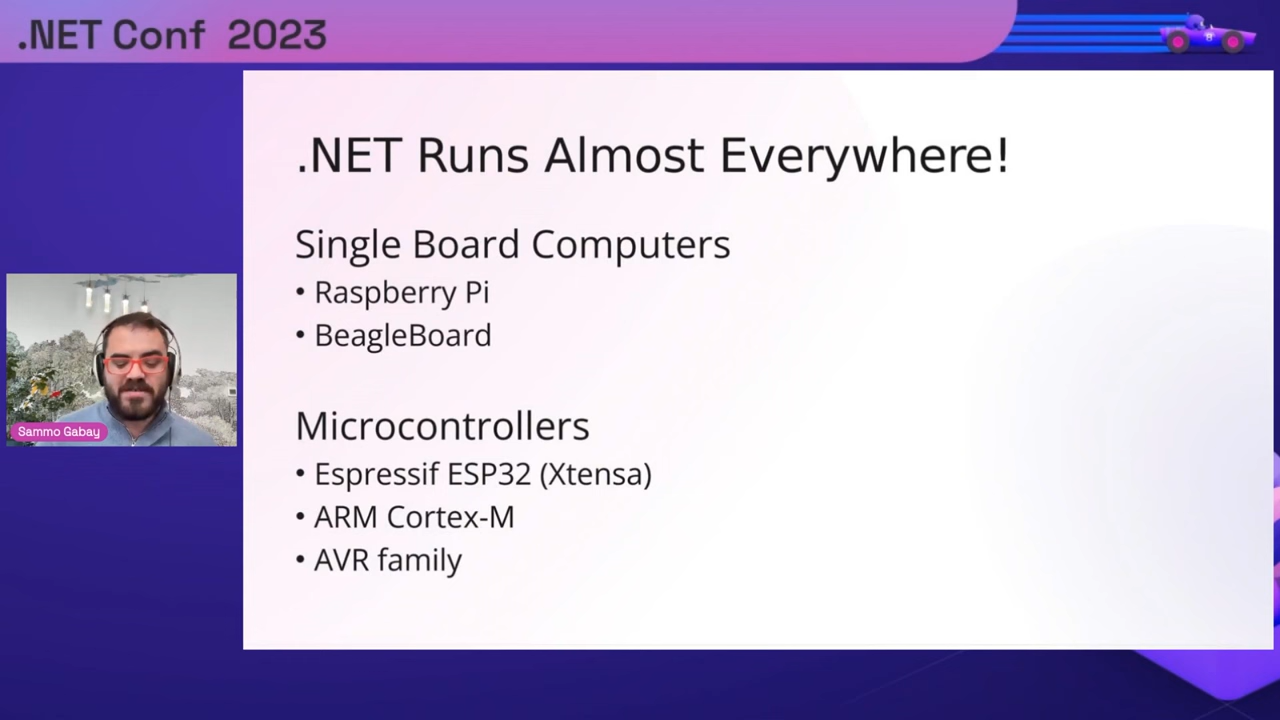 .NET Conf 2023
.NET Runs Almost Everywhere!
Single Board Computers
• Raspberry Pi
• BeagleBoard
Microcontrollers
• Espressif ESP32 (Xtensa)
• ARM Cortex-M
• AVR family
Sammo Gabay